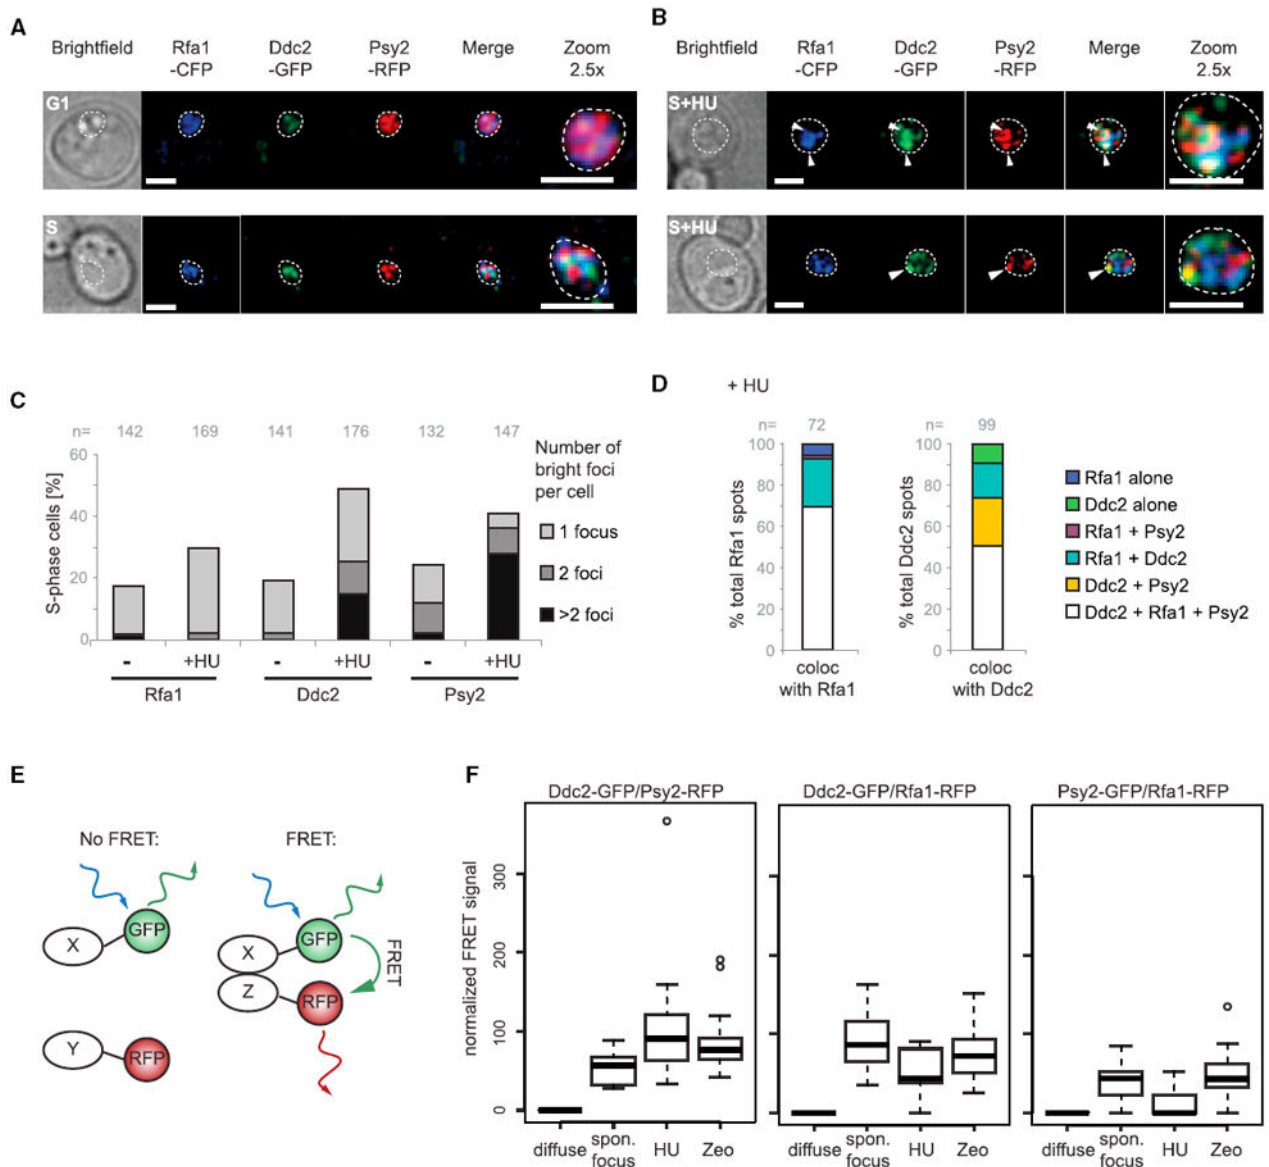 A
Brightfield Rfa1 -CFP Ddc2 -GFP Psy2 -RFP Merge Zoom 2.5x
G1
S
B
Brightfield Rfa1 -CFP Ddc2 -GFP Psy2 -RFP Merge Zoom 2.5x
S+HU
S+HU
C
n= 142 169 141 176 132 147
S-phase cells [%]
60
40
20
0
- +HU - +HU - +HU
Rfa1 Ddc2 Psy2
Number of
bright foci
per cell
1 focus
2 foci
>2 foci
D
+ HU
n= 72
% total Rfa1 spots
100
80
60
40
20
0
coloc
with Rfa1
n= 99
% total Ddc2 spots
100
80
60
40
20
0
coloc
with Ddc2
Rfa1 alone
Ddc2 alone
Rfa1 + Psy2
Rfa1 + Ddc2
Ddc2 + Psy2
Ddc2 + Rfa1 + Psy2
E
No FRET:
X GFP
Y RFP
FRET:
X GFP
Z RFP
FRET
F
Ddc2-GFP/Psy2-RFP Ddc2-GFP/Rfa1-RFP Psy2-GFP/Rfa1-RFP
normalized FRET signal
300
200
100
0
diffuse spon. focus HU Zeo
diffuse spon. focus HU Zeo
diffuse spon. focus HU Zeo